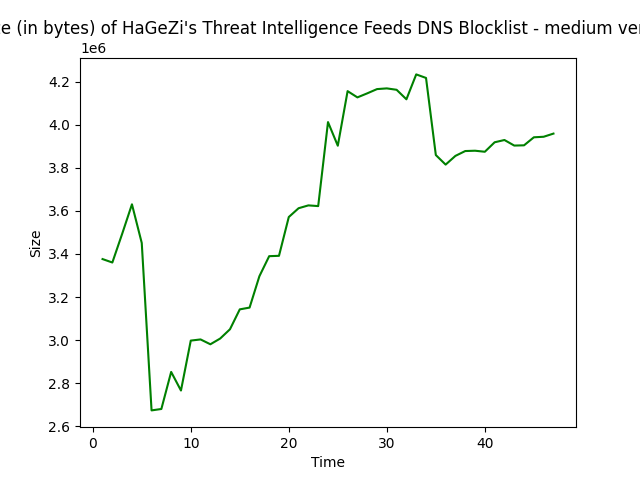 (in bytes) of HaGeZi's Threat Intelligence Feeds DNS Blocklist - medium
1e6
4.2
4.0
3.8
3.6
3.4
3.2
3.0
2.8
2.6
Size
0 10 20 30 40
Time